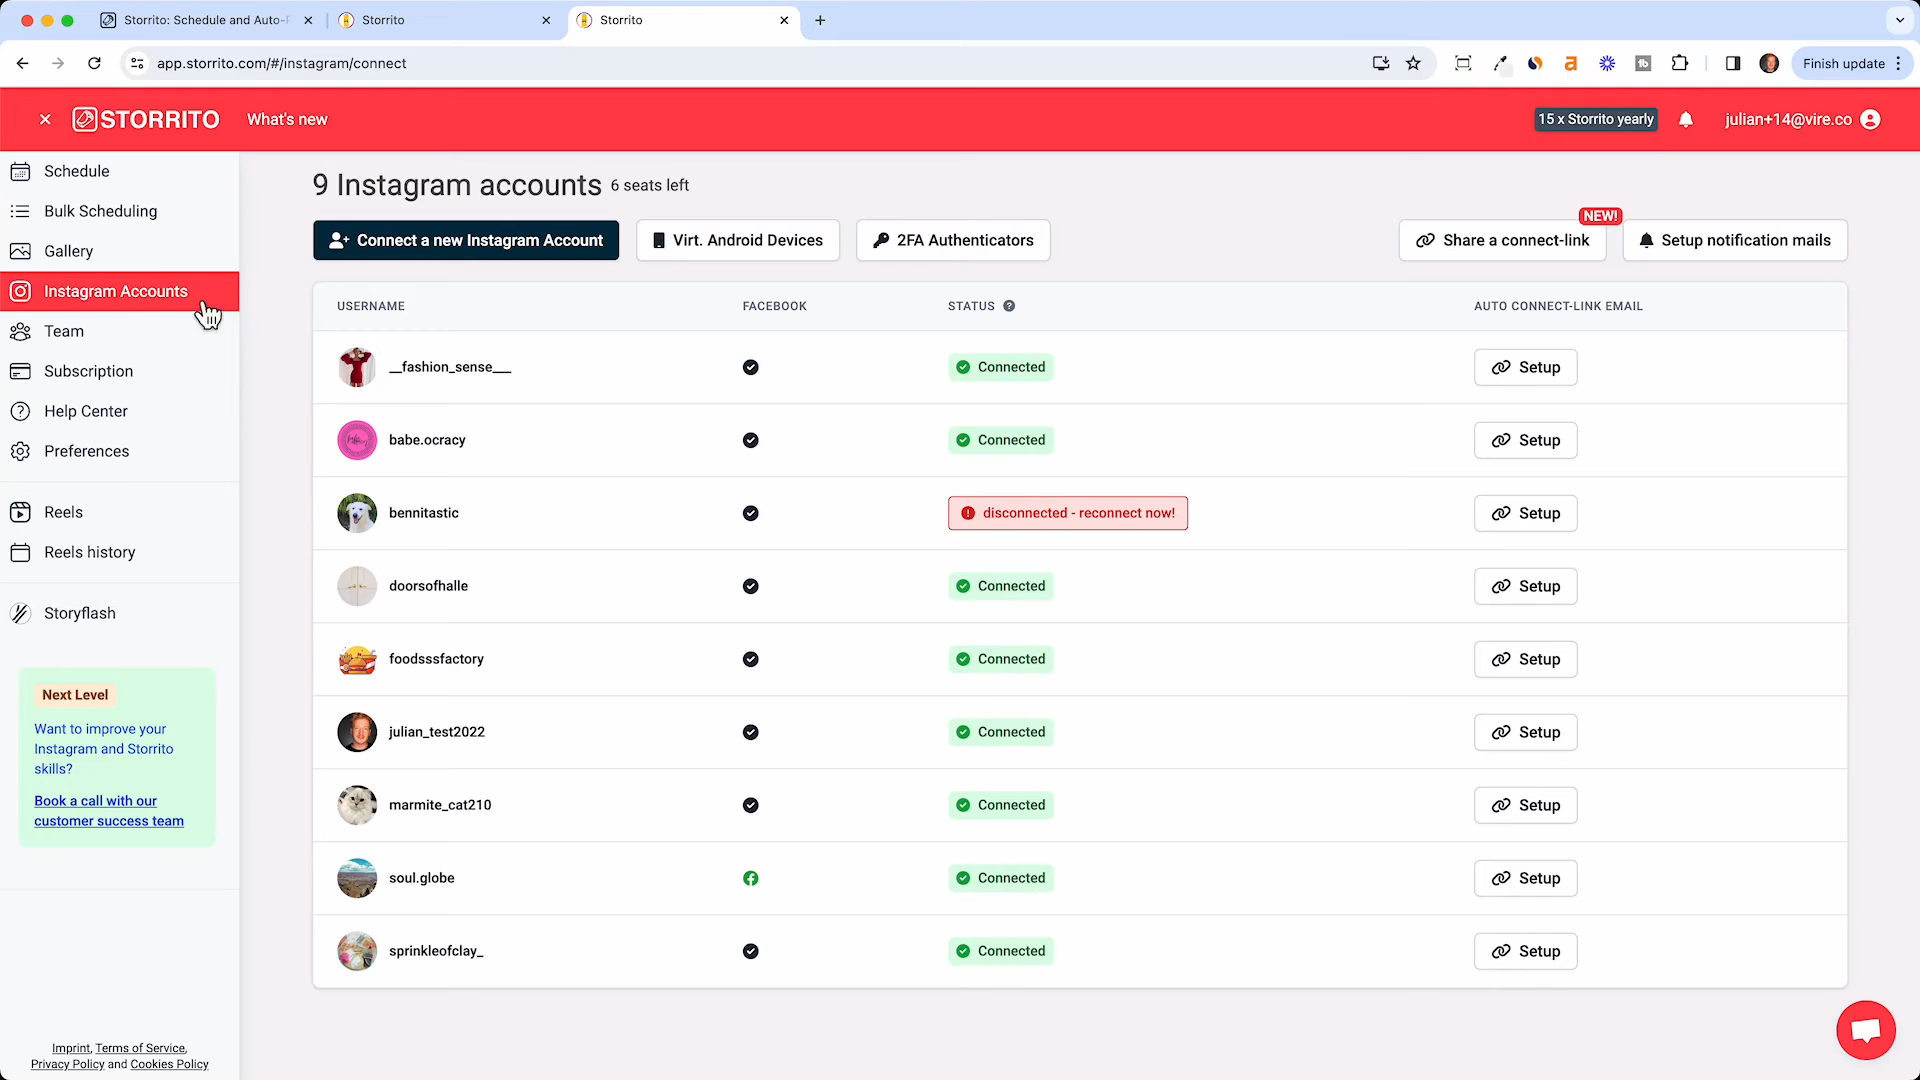 Storrito: Schedule and Auto-P
Storrito
Storrito
app.storrito.com/#/instagram/connect
Finish update
STORRITO
What's new
15 x Storrito yearly
julian+14@vire.co
Schedule
Bulk Scheduling
Gallery
Instagram Accounts
Team
Subscription
Help Center
Preferences
Reels
Reels history
Storyflash
Next Level
Want to improve your
Instagram and Storrito
skills?
Book a call with our
customer success team
Imprint, Terms of Service,
Privacy Policy and Cookies Policy
9 Instagram accounts 6 seats left
Connect a new Instagram Account
Virt. Android Devices
2FA Authenticators
NEW!
Share a connect-link
Setup notification mails
USERNAME FACEBOOK STATUS AUTO CONNECT-LINK EMAIL
__fashion_sense__ Connected Setup
babe.ocracy Connected Setup
bennitastic disconnected - reconnect now! Setup
doorsofhalle Connected Setup
foodsssfactory Connected Setup
julian_test2022 Connected Setup
marmite_cat210 Connected Setup
soul.globe Connected Setup
sprinkleofclay_ Connected Setup